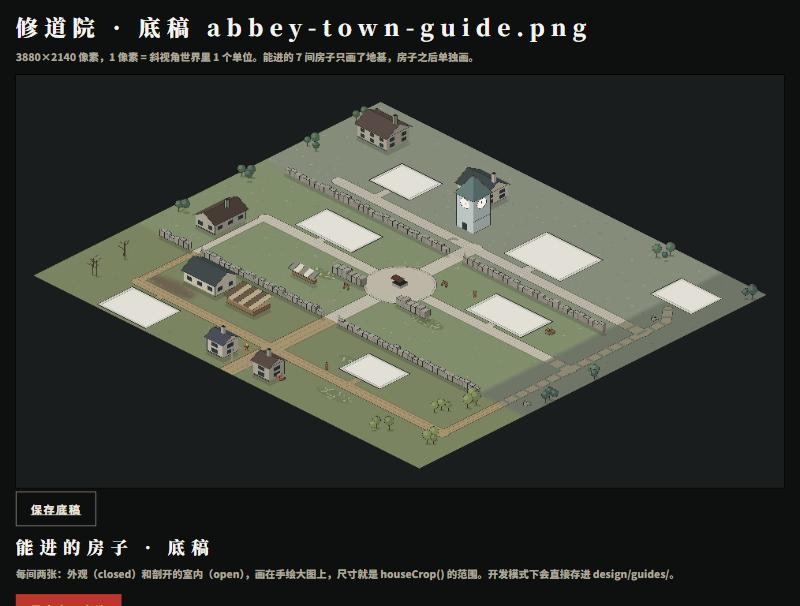 修道院 · 底稿 abbey-town-guide.png
3880×2140 像素，1 像素 = 斜视角世界里 1 个单位。能进的 7 间房子只画了地基，房子之后单独画。
保存底稿
能进的房子 · 底稿
每间两张：外观（closed）和剖开的室内（open），画在手绘大图上，尺寸就是 houseCrop() 的范围。开发模式下会直接存进 design/guides/。